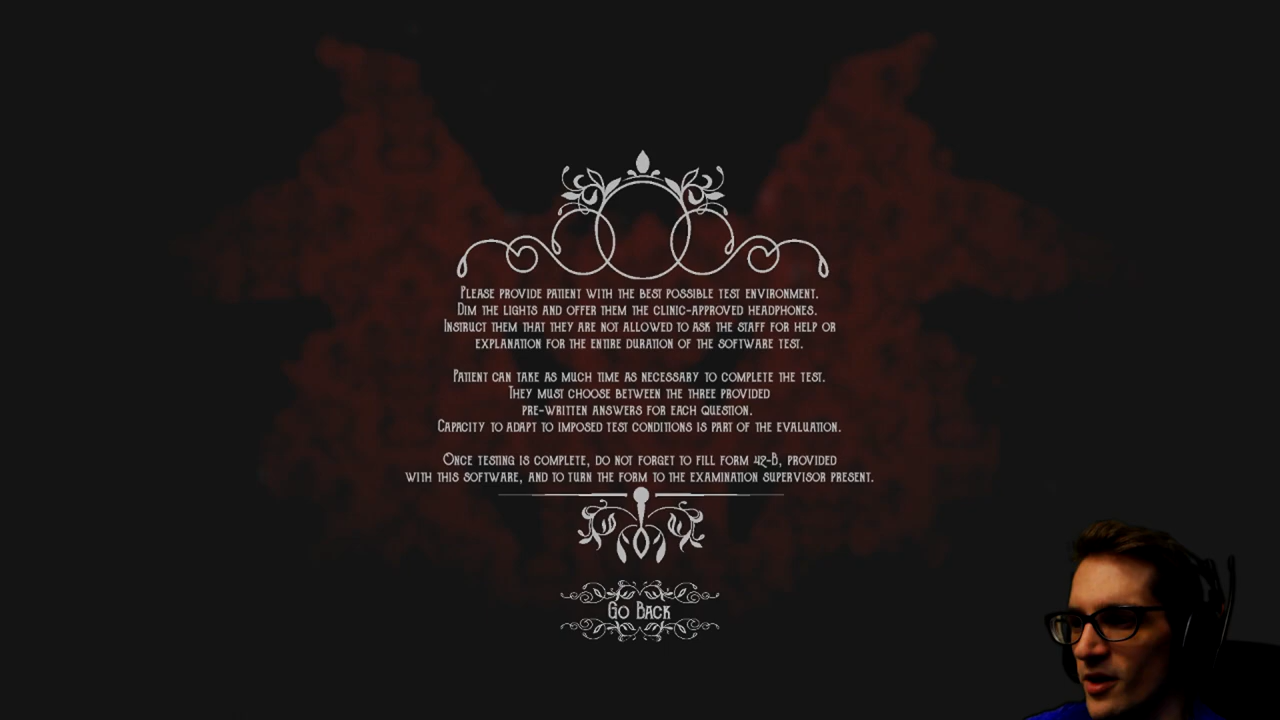 Please provide patient with the best possible test environment.
Dim the lights and offer them the clinic-approved headphones.
Instruct them that they are not allowed to ask the staff for help or
explanation for the entire duration of the software test.
Patient can take as much time as necessary to complete the test.
They must choose between the three provided
pre-written answers for each question.
Capacity to adapt to imposed test conditions is part of the evaluation.
Once testing is complete, do not forget to fill form 42-B, provided
with this software, and to turn the form to the examination supervisor present.
Go Back